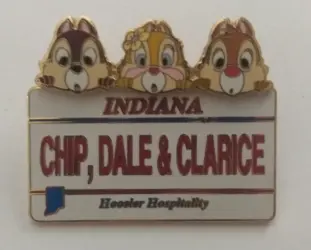 INDIANA
CHIP, DALE & CLARICE
Hoosier Hospitality